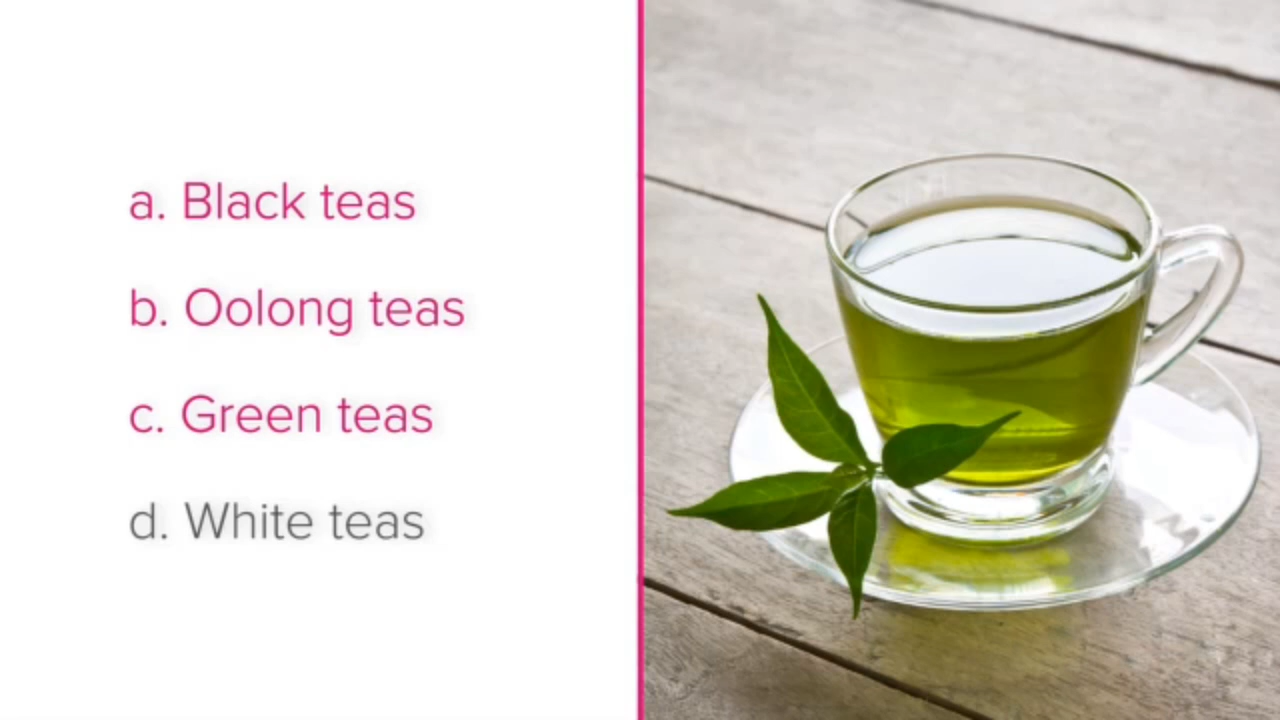 a. Black teas
b. Oolong teas
c. Green teas
d. White teas